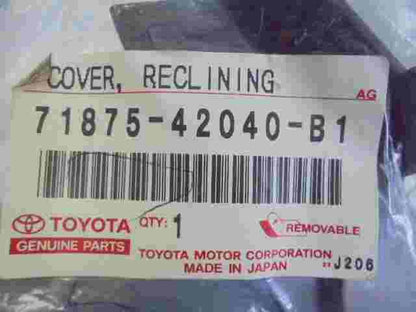 COVER, RECLINING
AG
71875-42040-B1
TOYOTA QTY: 1 REMOVABLE
GENUINE PARTS
TOYOTA MOTOR CORPORATION
MADE IN JAPAN J206